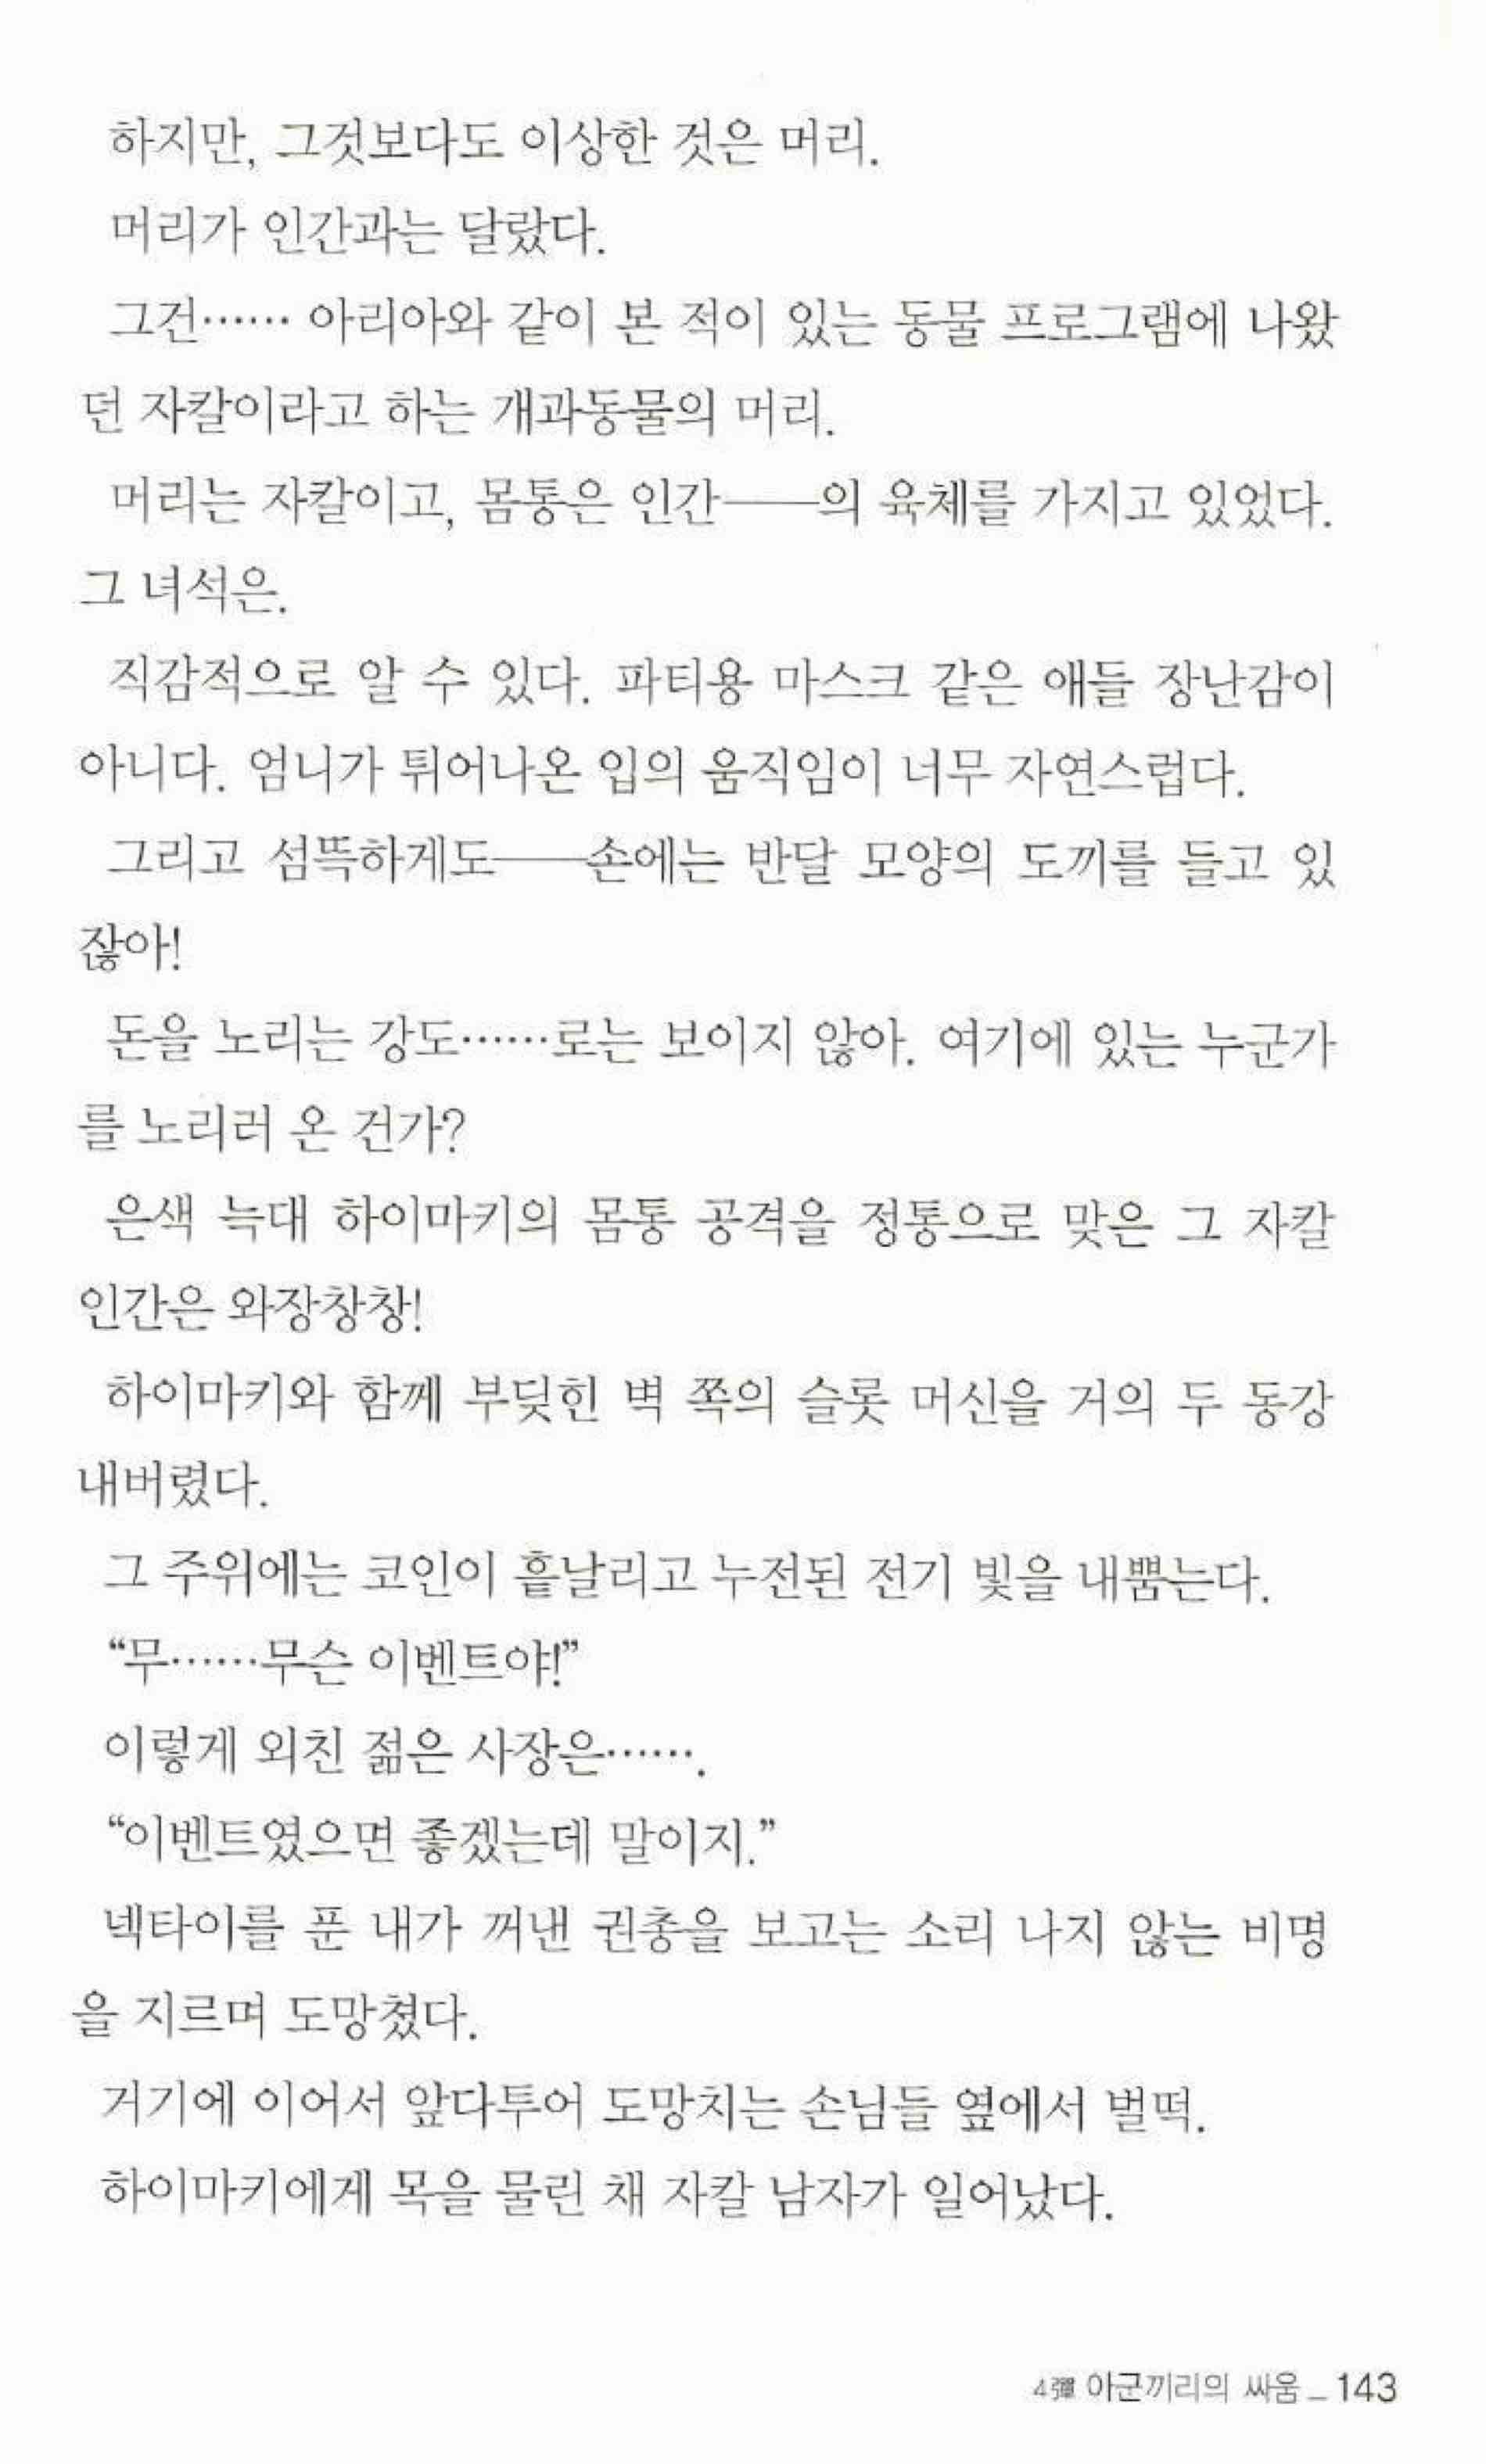 하지만, 그것보다도 이상한 것은 머리.
머리가 인간과는 달랐다.
그건…… 아리아와 같이 본 적이 있는 동물 프로그램에 나왔
던 자칼이라고 하는 개과동물의 머리.
머리는 자칼이고, 몸통은 인간──의 육체를 가지고 있었다.
그 녀석은.
직감적으로 알 수 있다. 파티용 마스크 같은 애들 장난감이
아니다. 엄니가 튀어나온 입의 움직임이 너무 자연스럽다.
그리고 섬뜩하게도──손에는 반달 모양의 도끼를 들고 있
잖아!
돈을 노리는 강도……로는 보이지 않아. 여기에 있는 누군가
를 노리러 온 건가?
은색 늑대 하이마키의 몸통 공격을 정통으로 맞은 그 자칼
인간은 와장창창!
하이마키와 함께 부딪힌 벽 쪽의 슬롯 머신을 거의 두 동강
내버렸다.
그 주위에는 코인이 흩날리고 누전된 전기 빛을 내뿜는다.
“무……무슨 이벤트야!”
이렇게 외친 젊은 사장은…….
“이벤트였으면 좋겠는데 말이지.”
넥타이를 푼 내가 꺼낸 권총을 보고는 소리 나지 않는 비명
을 지르며 도망쳤다.
거기에 이어서 앞다투어 도망치는 손님들 옆에서 벌떡.
하이마키에게 목을 물린 채 자칼 남자가 일어났다.
4彈 아군끼리의 싸움 _ 143